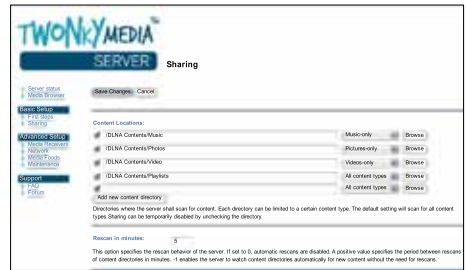 TWONKYMEDIA
SERVER
Sharing
Server status
Media Browser
Save Changes Cancel
Basic Setup
First steps
Sharing
Content Locations:
/DLNA Contents/Music Music-only Browse
Advanced Setup
Media Receivers
/DLNA Contents/Photos Pictures-only Browse
Network
Media Feeds
/DLNA Contents/Video Videos-only Browse
Maintenance
/DLNA Contents/Playlists All content types Browse
Support
All content types Browse
FAQ
Forum
Add new content directory
Directories where the server shall scan for content. Each directory can be limited to a certain content type. The default setting will scan for all content
types.Sharing can be temporarily disabled by unchecking the directory.
Rescan in minutes: 5
This option specifies the rescan behavior of the server. If set to 0, automatic rescans are disabled. A positive value specifies the period between rescans
of content directories in minutes. -1 enables the server to watch content directories automatically for new content without the need for rescans.